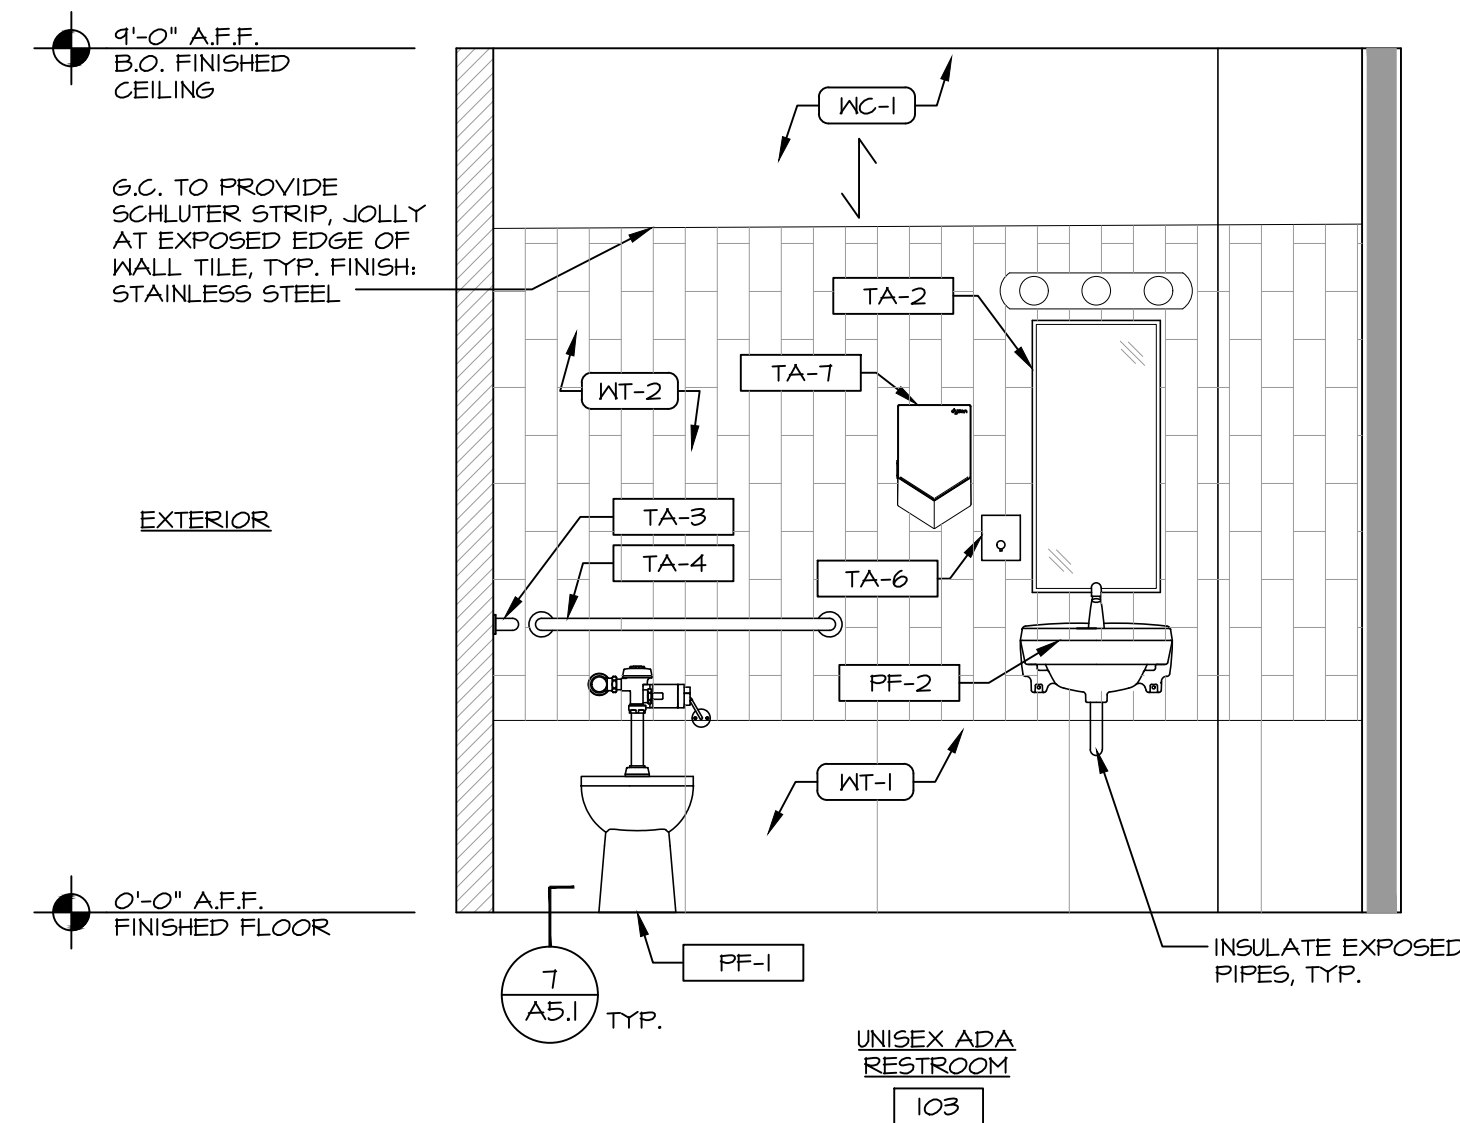 9'-0" A.F.F.
B.O. FINISHED
CEILING
WC-1
G.C. TO PROVIDE
SCHLUTER STRIP, JOLLY
AT EXPOSED EDGE OF
WALL TILE, TYP. FINISH:
STAINLESS STEEL
TA-2
TA-7
WT-2
dyson
EXTERIOR
TA-3
TA-4
TA-6
PF-2
WT-1
0'-0" A.F.F.
FINISHED FLOOR
INSULATE EXPOSED
PIPES, TYP.
PF-1
7
A5.1
TYP.
UNISEX ADA
RESTROOM
103